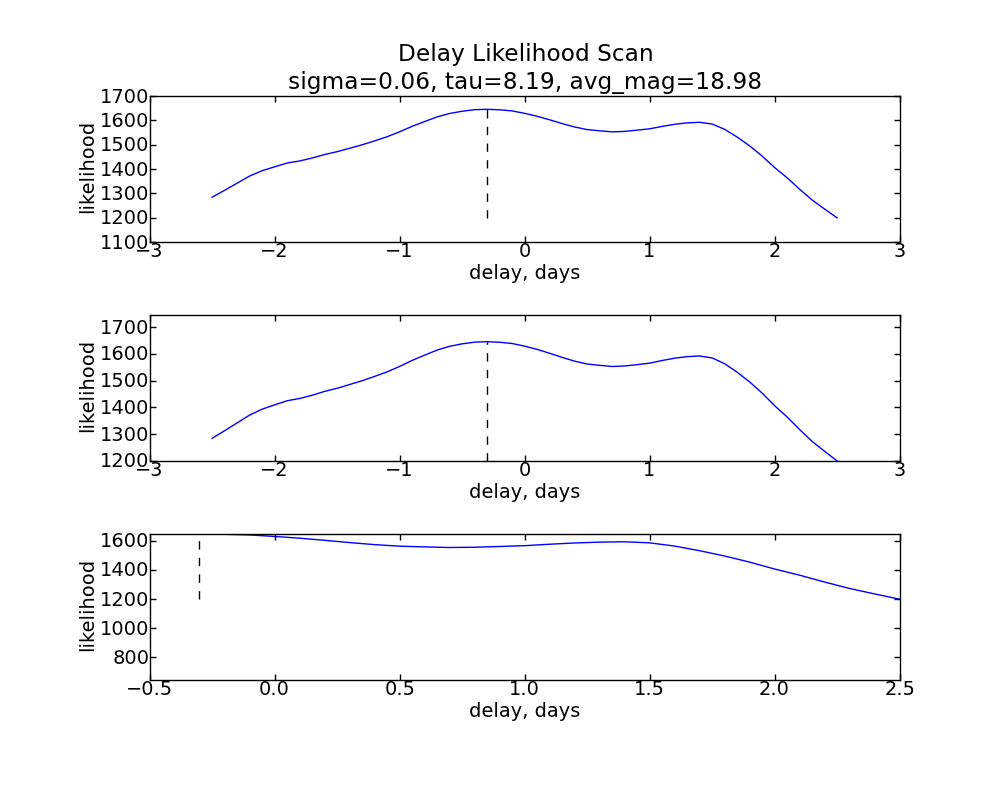 Delay Likelihood Scan
sigma=0.06, tau=8.19, avg_mag=18.98
1700
1600
1500
1400
1300
1200
1100
likelihood
−3 −2 −1 0 1 2 3
delay, days
1700
1600
1500
1400
1300
1200
likelihood
−3 −2 −1 0 1 2 3
delay, days
1600
1400
1200
1000
800
likelihood
−0.5 0.0 0.5 1.0 1.5 2.0 2.5
delay, days